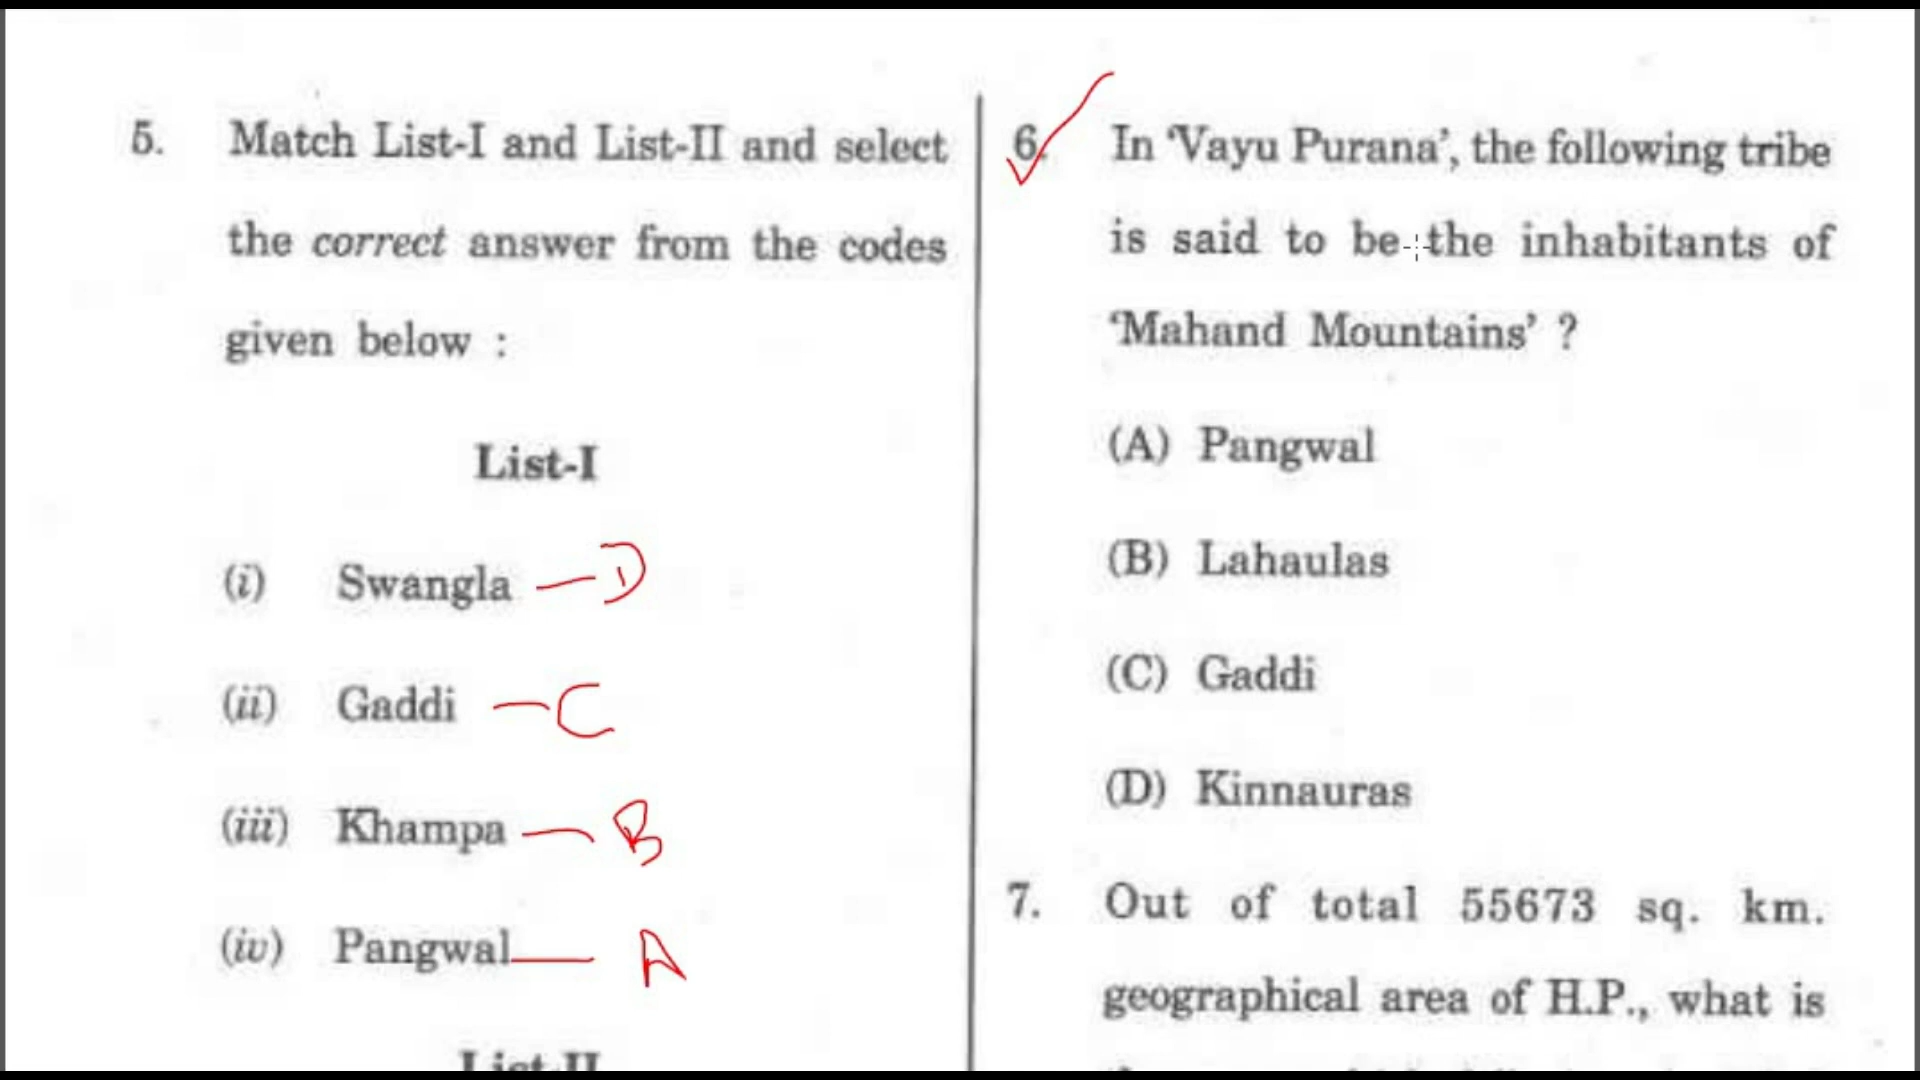 5. Match List-I and List-II and select
the correct answer from the codes
given below :
List-I
(i) Swangla — D
(ii) Gaddi — C
(iii) Khampa — B
(iv) Pangwal — A
List-II
6. In ‘Vayu Purana’, the following tribe
is said to be the inhabitants of
‘Mahand Mountains’ ?
(A) Pangwal
(B) Lahaulas
(C) Gaddi
(D) Kinnauras
7. Out of total 55673 sq. km.
geographical area of H.P., what is